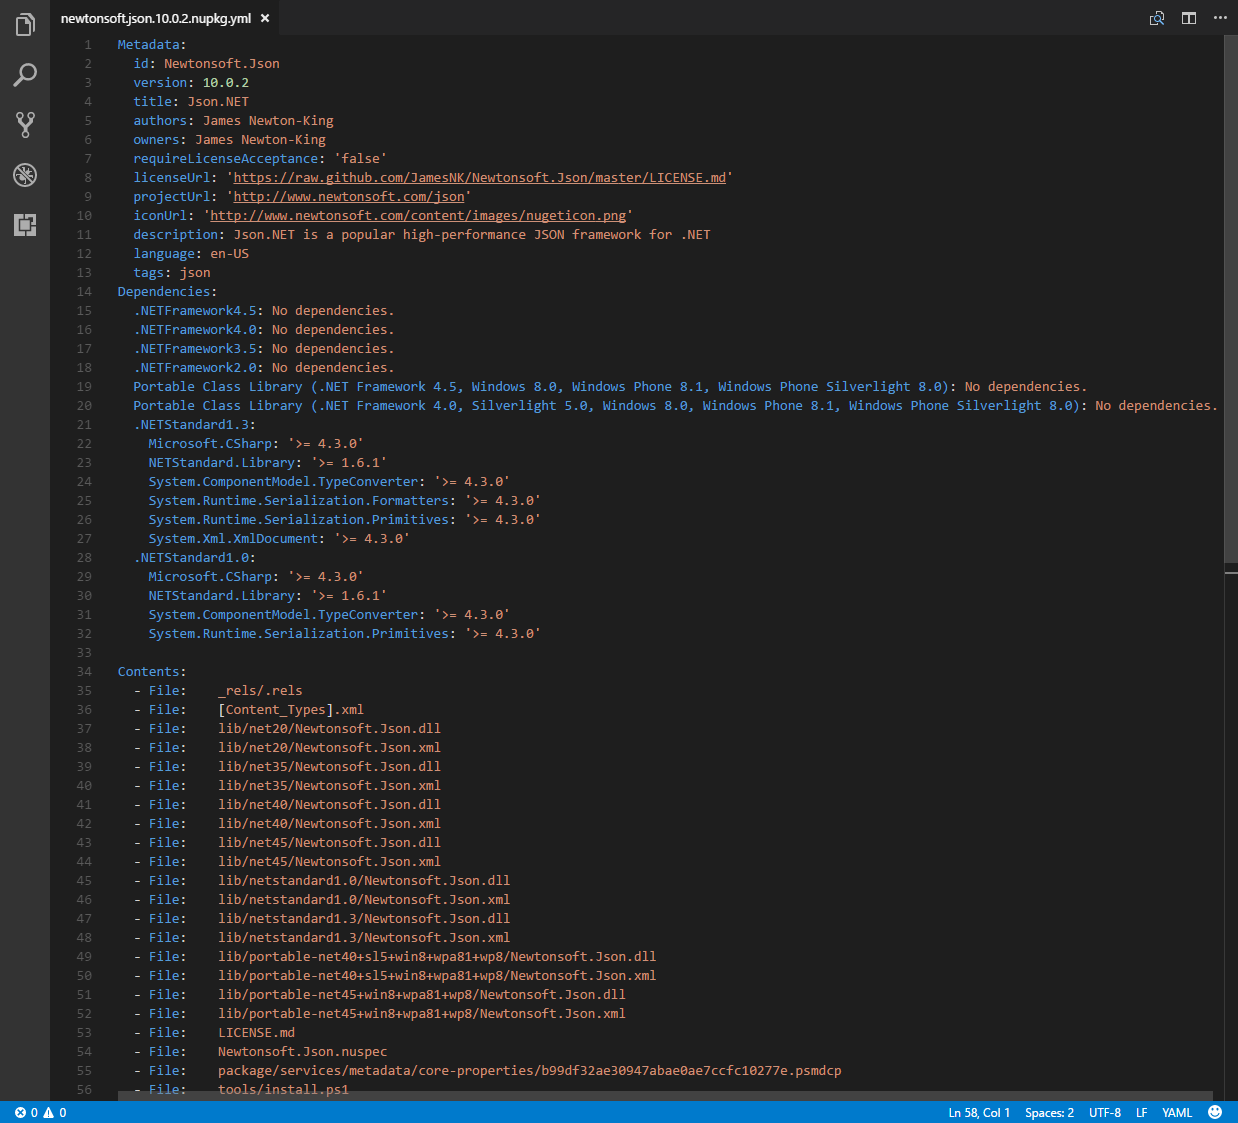 newtonsoft.json.10.0.2.nupkg.yml
1 Metadata:
2 id: Newtonsoft.Json
3 version: 10.0.2
4 title: Json.NET
5 authors: James Newton-King
6 owners: James Newton-King
7 requireLicenseAcceptance: 'false'
8 licenseUrl: 'https://raw.github.com/JamesNK/Newtonsoft.Json/master/LICENSE.md'
9 projectUrl: 'http://www.newtonsoft.com/json'
10 iconUrl: 'http://www.newtonsoft.com/content/images/nugeticon.png'
11 description: Json.NET is a popular high-performance JSON framework for .NET
12 language: en-US
13 tags: json
14 Dependencies:
15 .NETFramework4.5: No dependencies.
16 .NETFramework4.0: No dependencies.
17 .NETFramework3.5: No dependencies.
18 .NETFramework2.0: No dependencies.
19 Portable Class Library (.NET Framework 4.5, Windows 8.0, Windows Phone 8.1, Windows Phone Silverlight 8.0): No dependencies.
20 Portable Class Library (.NET Framework 4.0, Silverlight 5.0, Windows 8.0, Windows Phone 8.1, Windows Phone Silverlight 8.0): No dependencies.
21 .NETStandard1.3:
22 Microsoft.CSharp: '>= 4.3.0'
23 NETStandard.Library: '>= 1.6.1'
24 System.ComponentModel.TypeConverter: '>= 4.3.0'
25 System.Runtime.Serialization.Formatters: '>= 4.3.0'
26 System.Runtime.Serialization.Primitives: '>= 4.3.0'
27 System.Xml.XmlDocument: '>= 4.3.0'
28 .NETStandard1.0:
29 Microsoft.CSharp: '>= 4.3.0'
30 NETStandard.Library: '>= 1.6.1'
31 System.ComponentModel.TypeConverter: '>= 4.3.0'
32 System.Runtime.Serialization.Primitives: '>= 4.3.0'
33
34 Contents:
35 - File: _rels/.rels
36 - File: [Content_Types].xml
37 - File: lib/net20/Newtonsoft.Json.dll
38 - File: lib/net20/Newtonsoft.Json.xml
39 - File: lib/net35/Newtonsoft.Json.dll
40 - File: lib/net35/Newtonsoft.Json.xml
41 - File: lib/net40/Newtonsoft.Json.dll
42 - File: lib/net40/Newtonsoft.Json.xml
43 - File: lib/net45/Newtonsoft.Json.dll
44 - File: lib/net45/Newtonsoft.Json.xml
45 - File: lib/netstandard1.0/Newtonsoft.Json.dll
46 - File: lib/netstandard1.0/Newtonsoft.Json.xml
47 - File: lib/netstandard1.3/Newtonsoft.Json.dll
48 - File: lib/netstandard1.3/Newtonsoft.Json.xml
49 - File: lib/portable-net40+sl5+win8+wpa81+wp8/Newtonsoft.Json.dll
50 - File: lib/portable-net40+sl5+win8+wpa81+wp8/Newtonsoft.Json.xml
51 - File: lib/portable-net45+win8+wpa81+wp8/Newtonsoft.Json.dll
52 - File: lib/portable-net45+win8+wpa81+wp8/Newtonsoft.Json.xml
53 - File: LICENSE.md
54 - File: Newtonsoft.Json.nuspec
55 - File: package/services/metadata/core-properties/b99df32ae30947abae0ae7ccfc10277e.psmdcp
56 - File: tools/install.ps1
0 0 Ln 58, Col 1 Spaces: 2 UTF-8 LF YAML